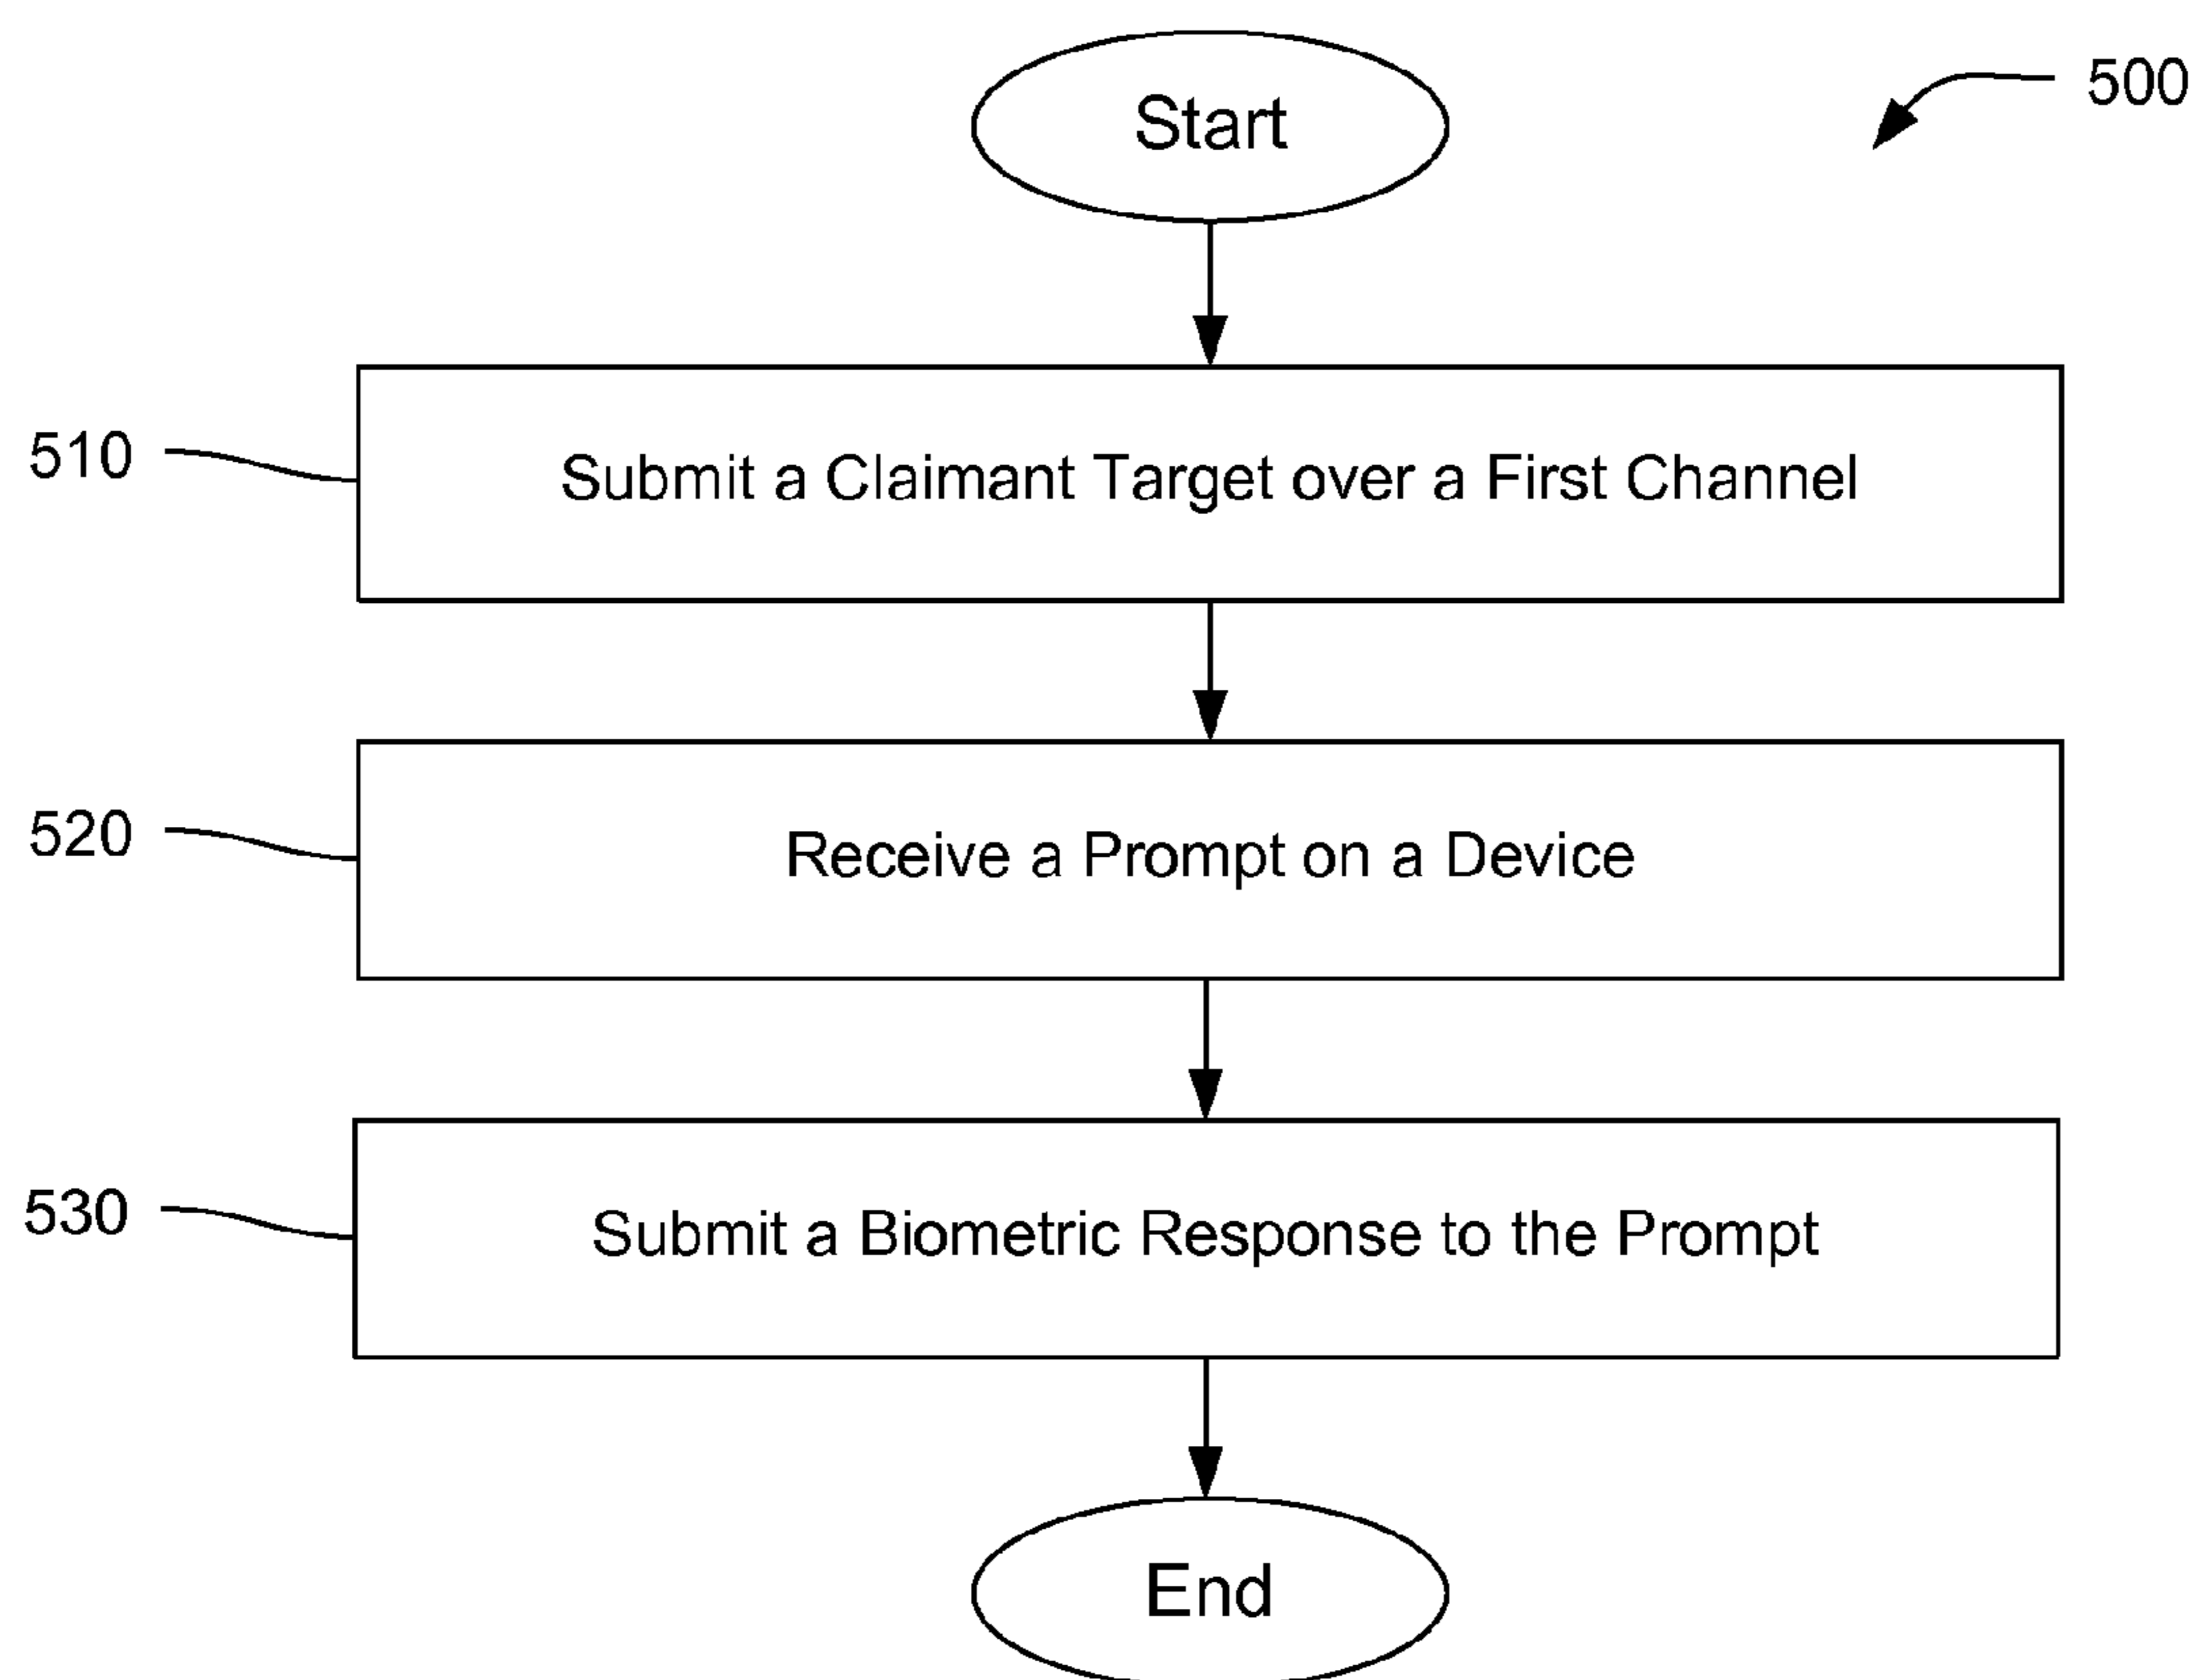 Start
500
510
Submit a Claimant Target over a First Channel
520
Receive a Prompt on a Device
530
Submit a Biometric Response to the Prompt
End